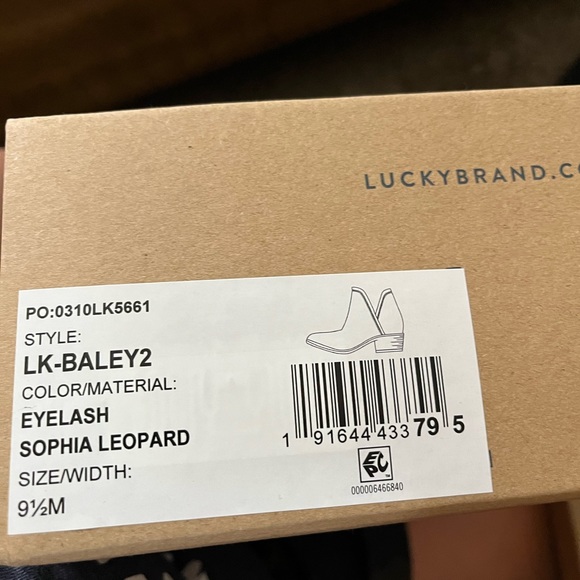 LUCKYBRAND.C
PO:0310LK5661
STYLE:
LK-BALEY2
COLOR/MATERIAL:
EYELASH
SOPHIA LEOPARD
SIZE/WIDTH:
9½M
1 91644 43379 5
EPC
000006466840